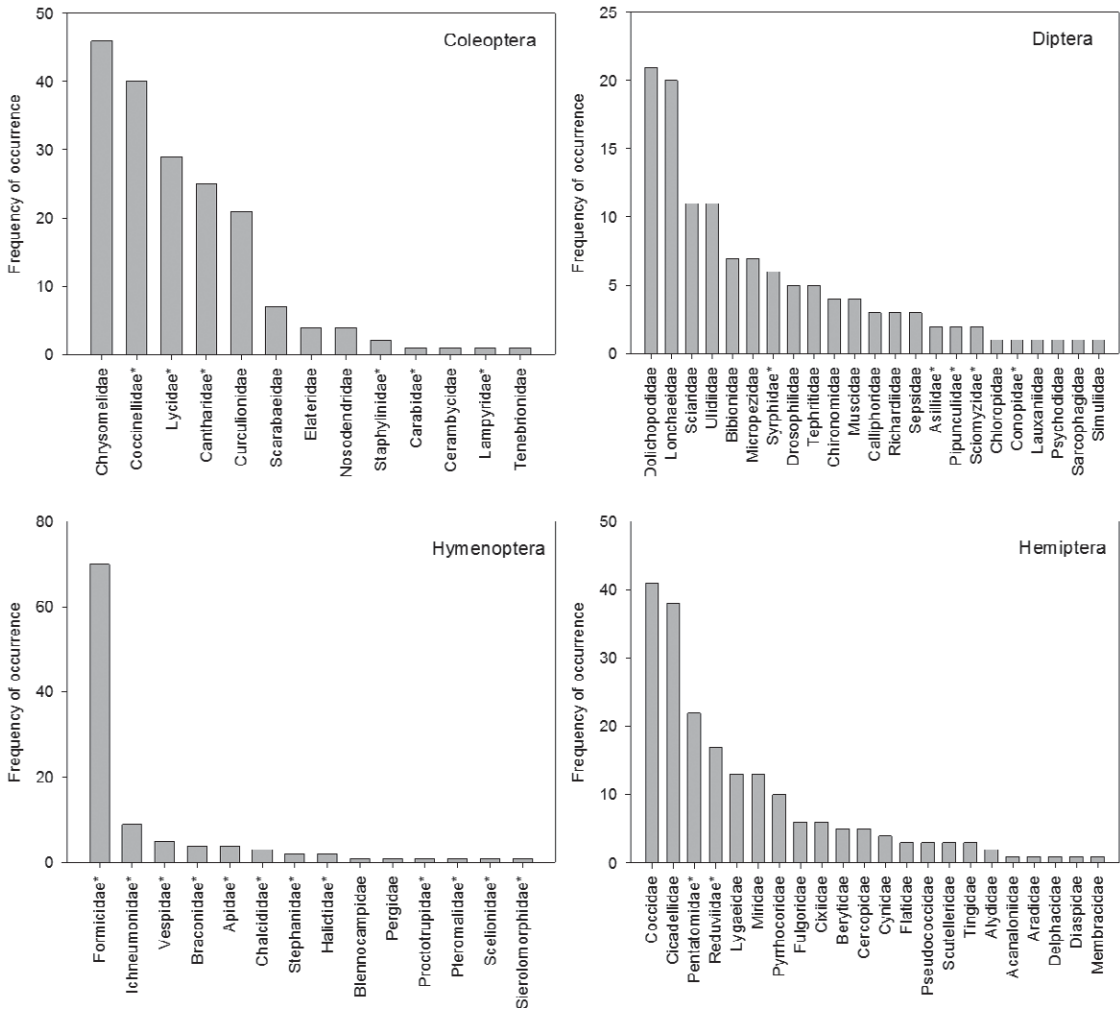 Coleoptera
Frequency of occurrence
50
40
30
20
10
0
Chrysomelidae
Coccinellidae*
Lycidae*
Cantharidae*
Curculionidae
Scarabaeidae
Elateridae
Nosodendridae
Staphylinidae*
Carabidae*
Cerambycidae
Lampyridae*
Tenebrionidae
Diptera
Frequency of occurrence
25
20
15
10
5
0
Dolichopodidae
Lonchaeidae
Sciaridae
Ulidiidae
Bibionidae
Micropezidae
Syrphidae*
Drosophilidae
Tephritidae
Chironomidae
Muscidae
Calliphoridae
Richardiidae
Sepsidae
Asilidae*
Pipunculidae*
Sciomyzidae*
Chloropidae
Conopidae*
Lauxaniidae
Psychodidae
Sarcophagidae
Simuliidae
Hymenoptera
Frequency of occurrence
80
60
40
20
0
Formicidae*
Ichneumonidae*
Vespidae*
Braconidae*
Apidae*
Chalcididae*
Stephanidae*
Halictidae*
Blennocampidae
Pergidae
Proctotrupidae*
Pteromalidae*
Scelionidae*
Sierolomorphidae*
Hemiptera
Frequency of occurrence
50
40
30
20
10
0
Coccidae
Cicadellidae
Pentatomidae*
Reduviidae*
Lygaeidae
Miridae
Pyrrhocoridae
Fulgoridae
Cixiidae
Berytidae
Cercopidae
Cynidae
Flatidae
Pseudococcidae
Scutelleridae
Tingidae
Alydidae
Acanaloniidae
Aradidae
Delphacidae
Diaspidae
Membracidae